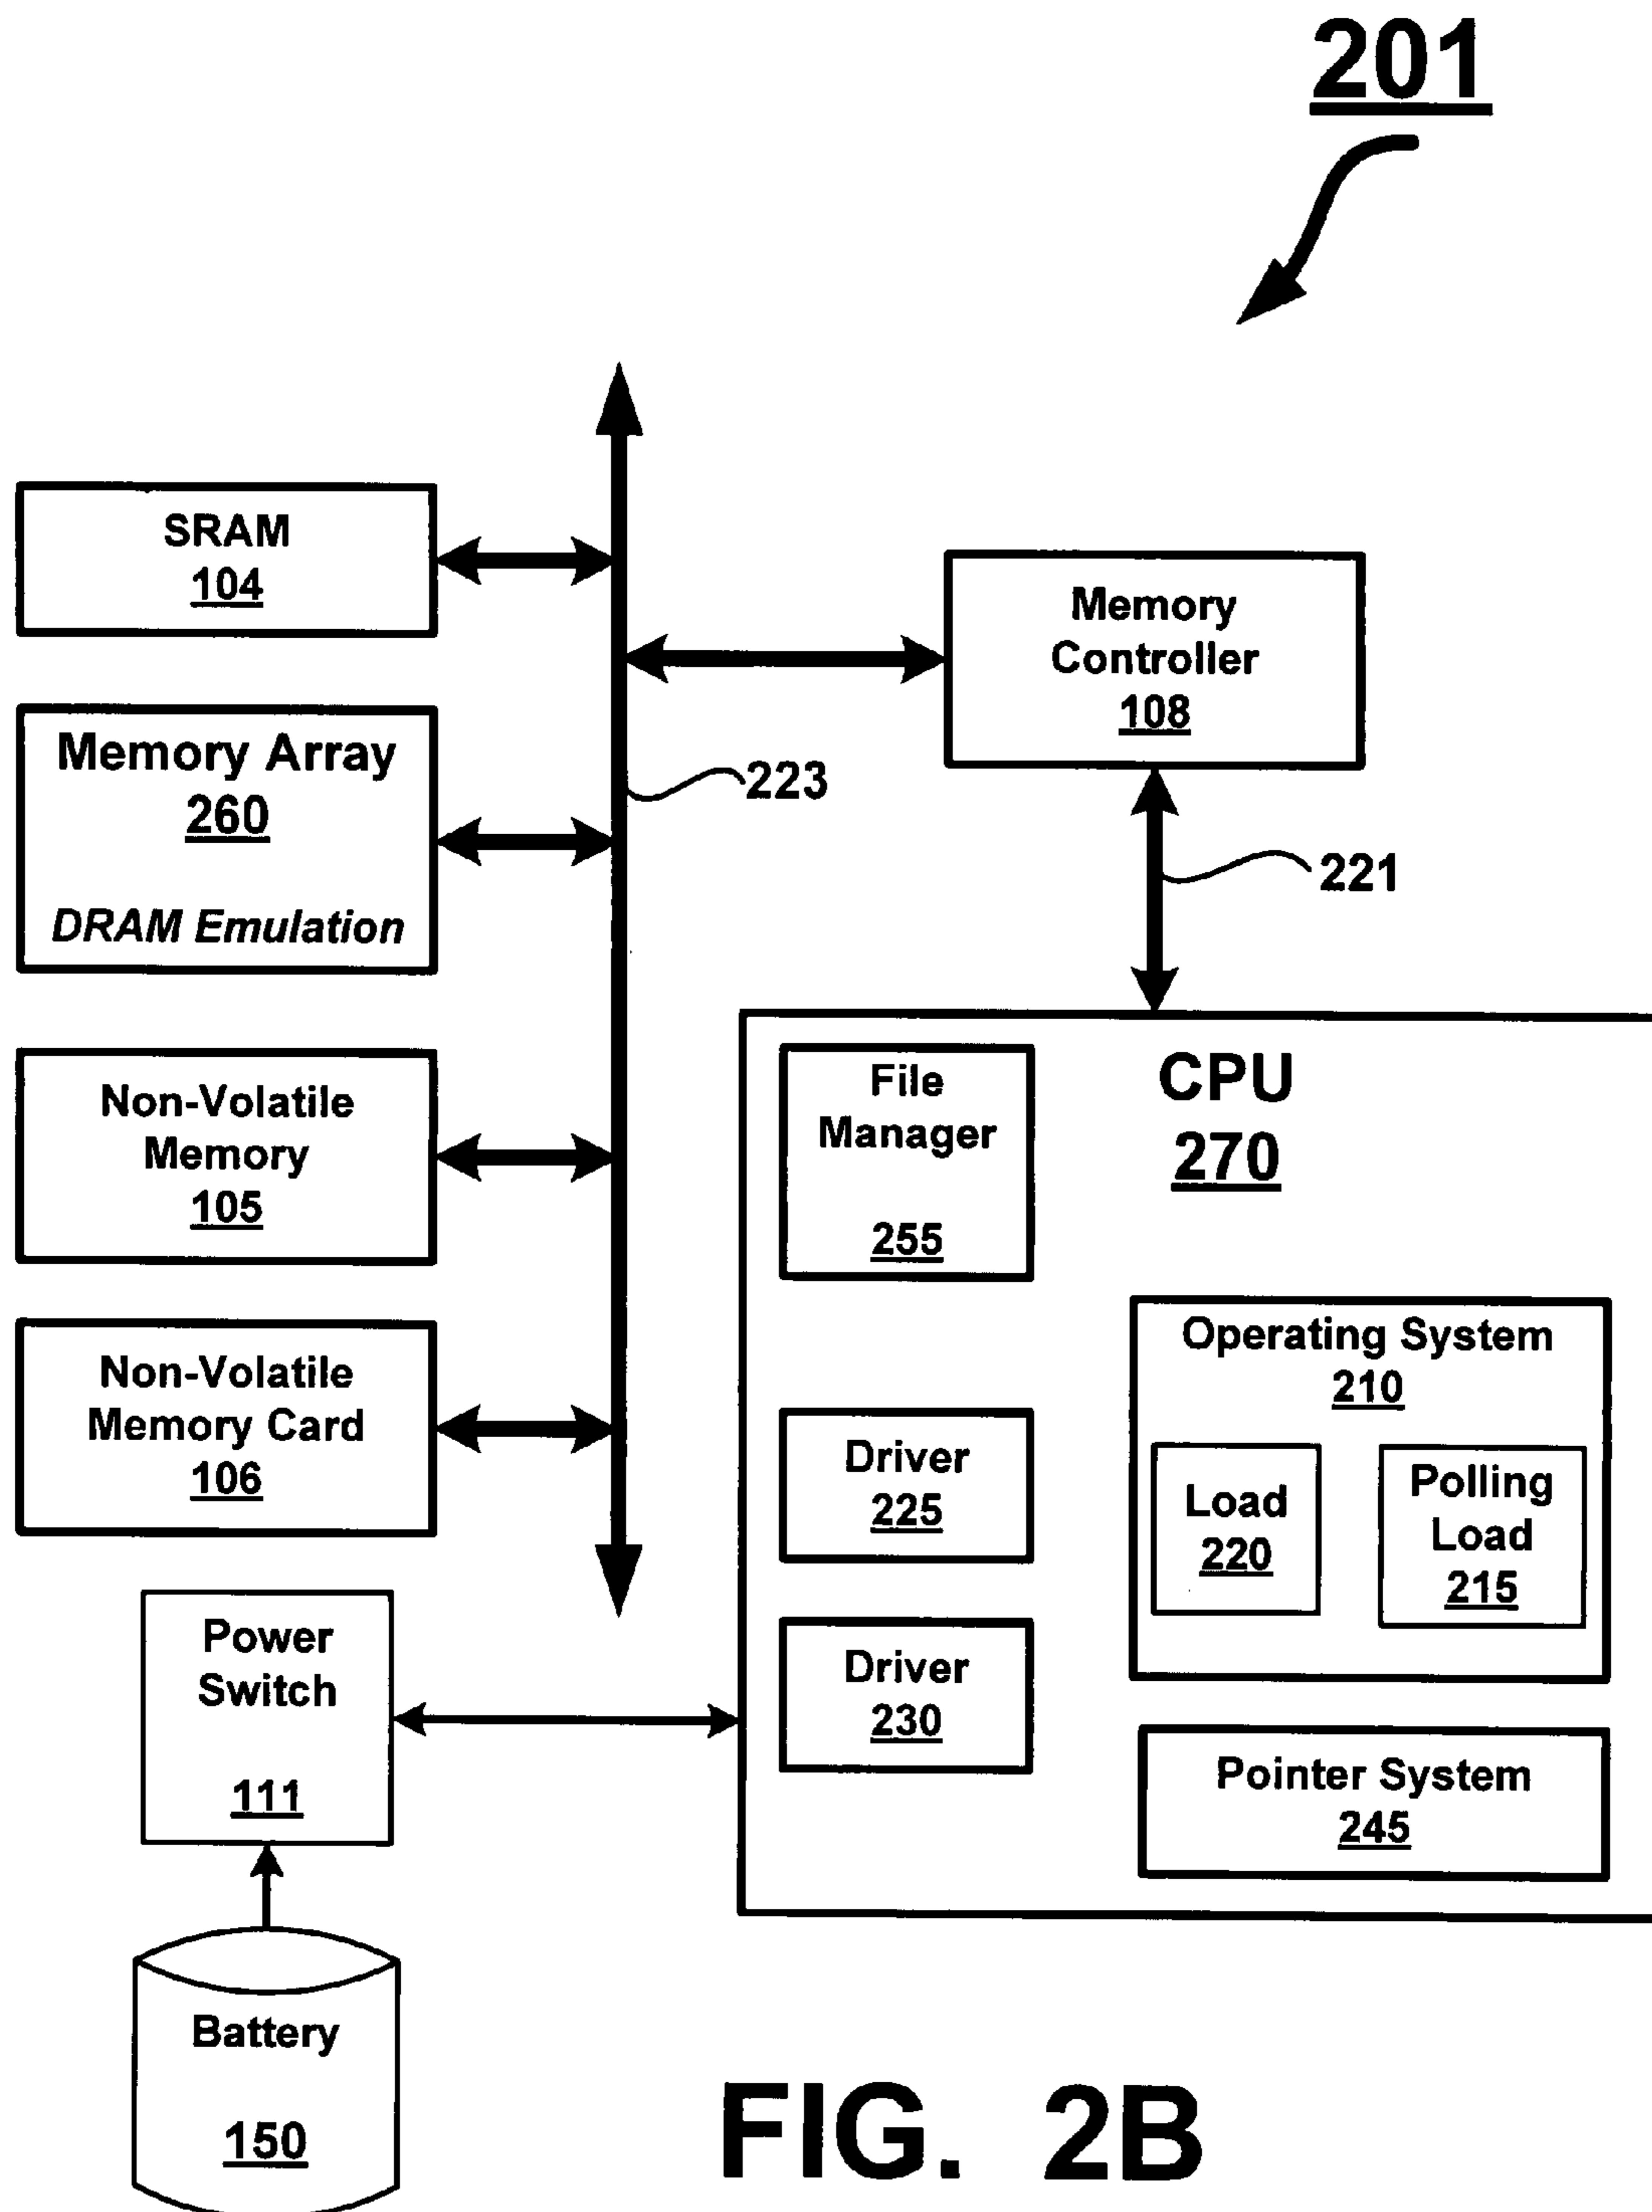 201
SRAM
104
Memory
Controller
108
Memory Array
260
DRAM Emulation
223
221
Non-Volatile
Memory
105
Non-Volatile
Memory Card
106
CPU
270
File
Manager
255
Operating System
210
Load
220
Polling
Load
215
Driver
225
Driver
230
Pointer System
245
Power
Switch
111
Battery
150
FIG. 2B